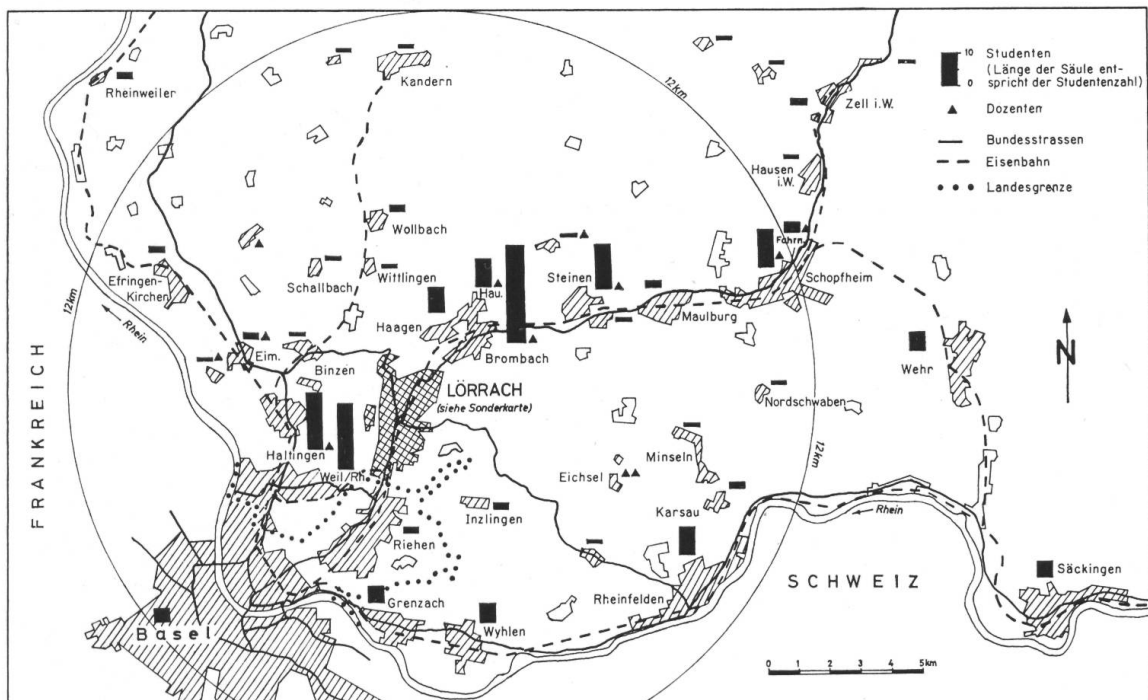 Rheinweiler
Kandern
12km
Zell i.W.
10 Studenten
(Länge der Säule ent-
0 spricht der Studentenzahl)
Dozenten
Bundesstrassen
Eisenbahn
Landesgrenze
Hausen
i.W.
Wollbach
Fahrn.
Efringen-
Kirchen
Schallbach
Wittlingen
Hau.
Steinen
Schopfheim
12km
Rhein
Haagen
Maulburg
Brombach
FRANKREICH
Eim.
Binzen
LÖRRACH
(siehe Sonderkarte)
Wehr
N
Nordschwaben
Haltingen
Weil/Rh.
Minseln
12km
Eichsel
Inzlingen
Karsau
Rhein
Riehen
SCHWEIZ
Säckingen
Grenzach
Rheinfelden
Basel
Wyhlen
0 1 2 3 4 5km